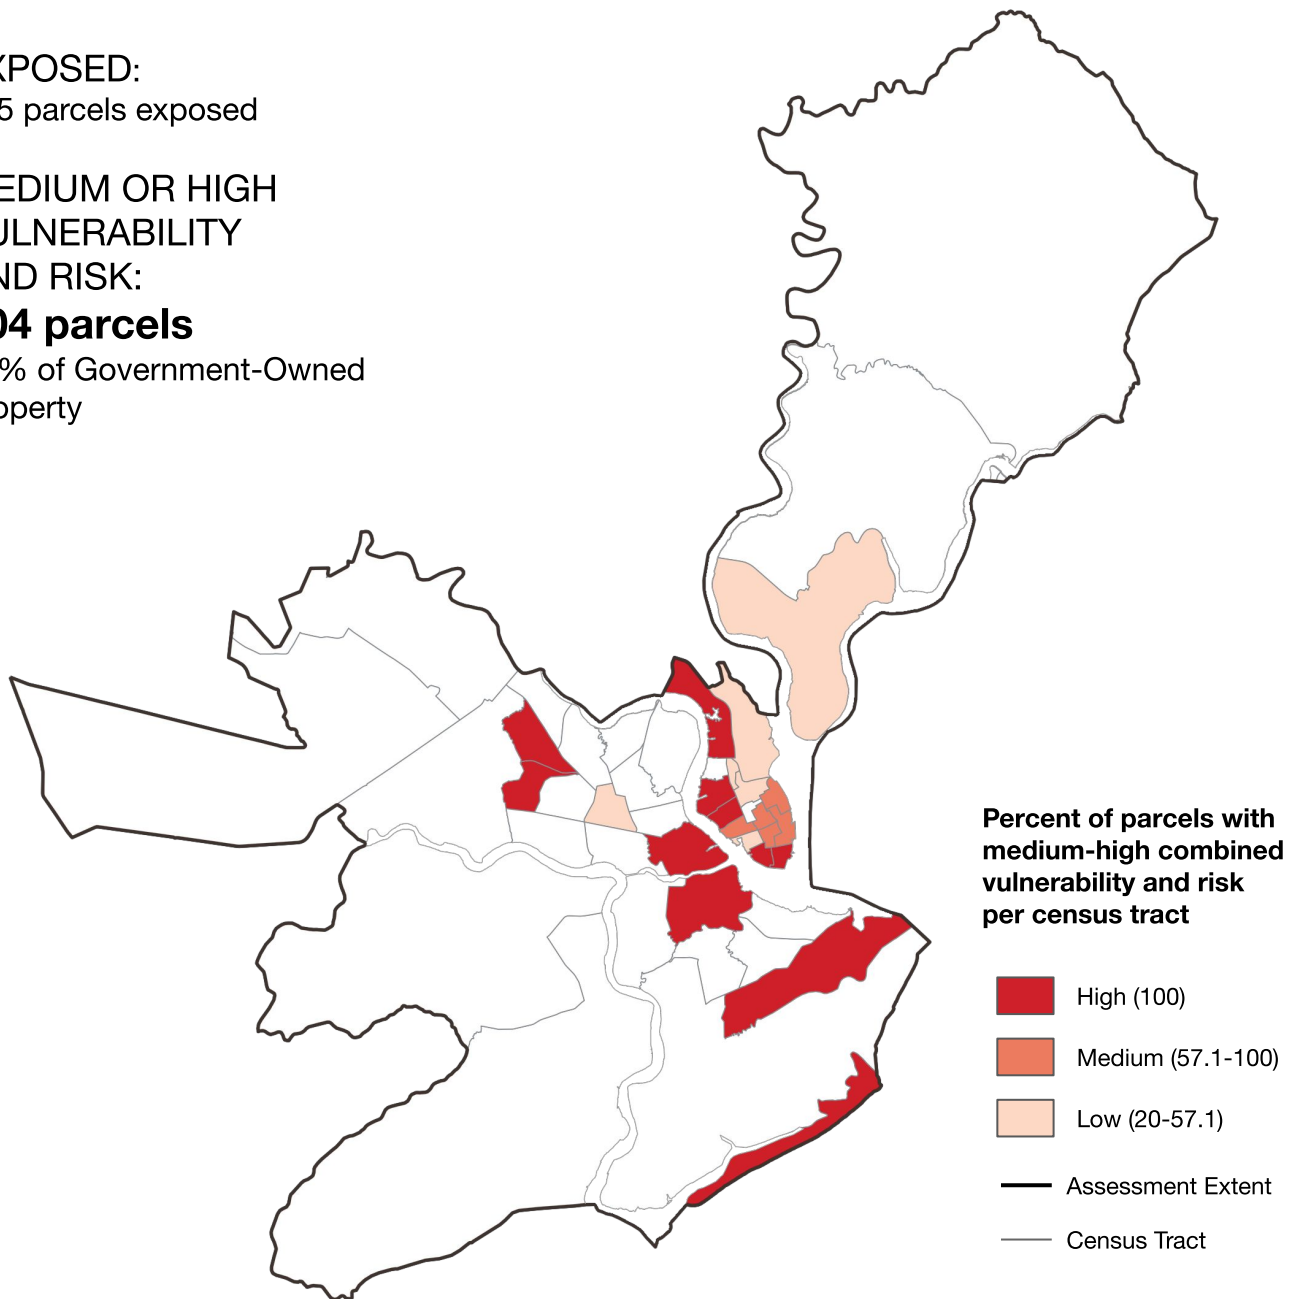 XPOSED:
5 parcels exposed
EDIUM OR HIGH
ULNERABILITY
ND RISK:
04 parcels
% of Government-Owned
operty
Percent of parcels with
medium-high combined
vulnerability and risk
per census tract
High (100)
Medium (57.1-100)
Low (20-57.1)
Assessment Extent
Census Tract